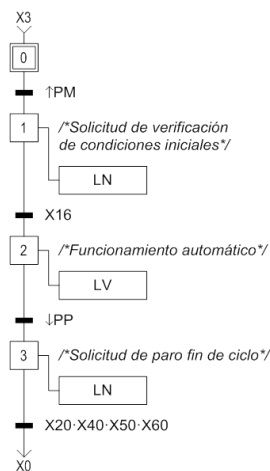 X3
0
↑PM
1
/*Solicitud de verificación
de condiciones iniciales*/
LN
X16
2
/*Funcionamiento automático*/
LV
↓PP
3
/*Solicitud de paro fin de ciclo*/
LN
X20·X40·X50·X60
X0